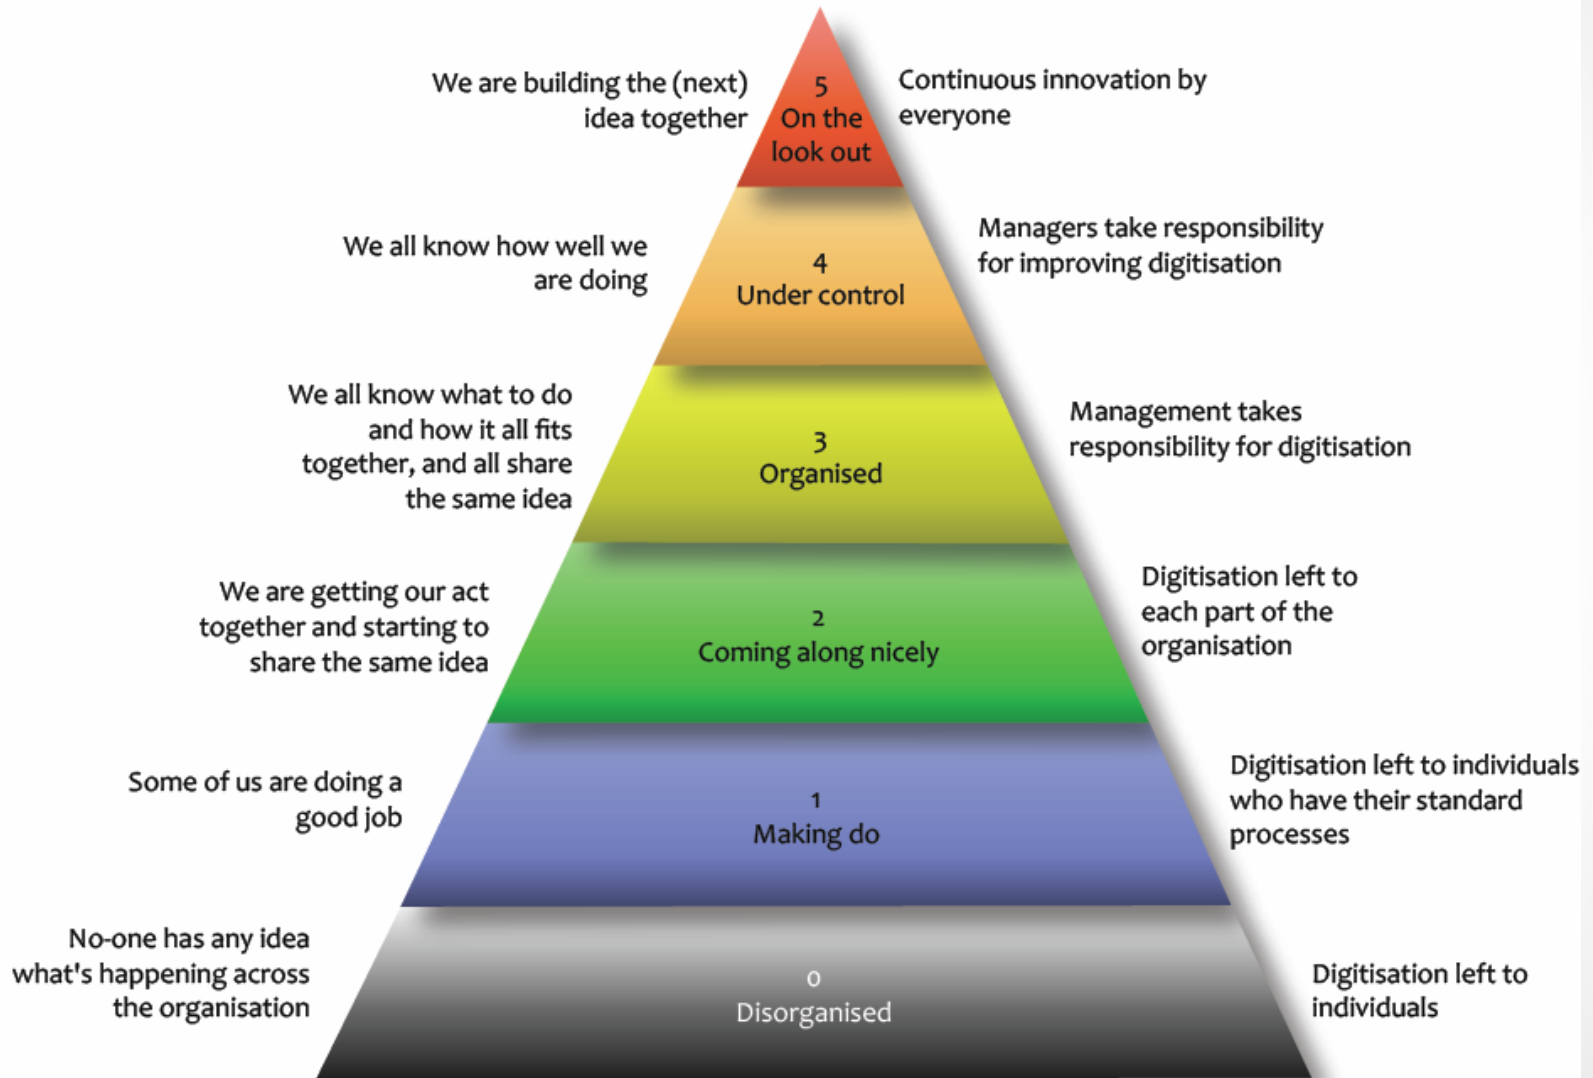 We are building the (next)
idea together
5
On the
look out
Continuous innovation by
everyone
We all know how well we
are doing
4
Under control
Managers take responsibility
for improving digitisation
We all know what to do
and how it all fits
together, and all share
the same idea
3
Organised
Management takes
responsibility for digitisation
We are getting our act
together and starting to
share the same idea
2
Coming along nicely
Digitisation left to
each part of the
organisation
Some of us are doing a
good job
1
Making do
Digitisation left to individuals
who have their standard
processes
No-one has any idea
what's happening across
the organisation
0
Disorganised
Digitisation left to
individuals